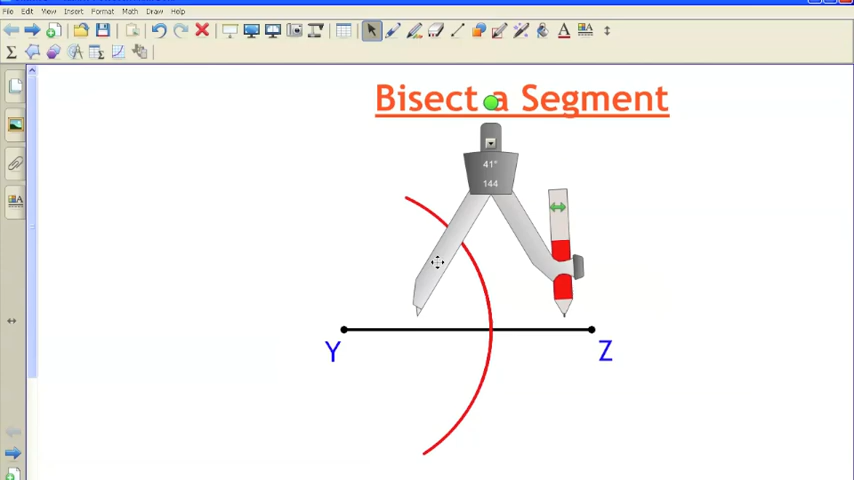 File Edit View Insert Format Math Draw Help
Bisect a Segment
41°
144
Y
Z